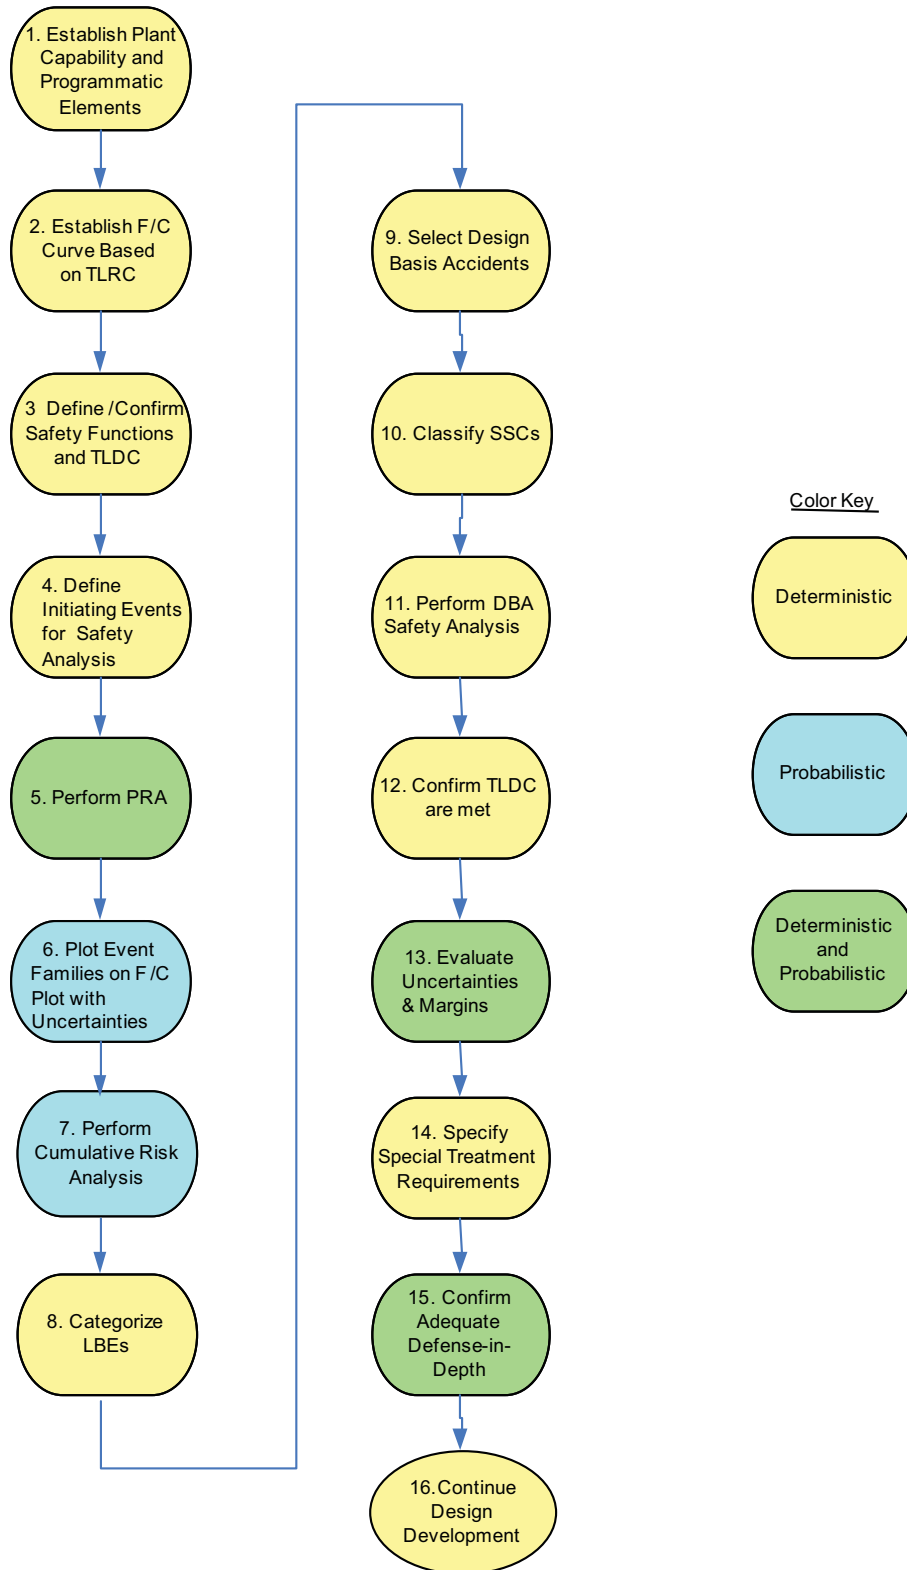 1. Establish Plant
Capability and
Programmatic
Elements
2. Establish F/C
Curve Based
on TLRC
3 Define /Confirm
Safety Functions
and TLDC
4. Define
Initiating Events
for Safety
Analysis
5. Perform PRA
6. Plot Event
Families on F /C
Plot with
Uncertainties
7. Perform
Cumulative Risk
Analysis
8. Categorize
LBEs
9. Select Design
Basis Accidents
10. Classify SSCs
11. Perform DBA
Safety Analysis
12. Confirm TLDC
are met
13. Evaluate
Uncertainties
& Margins
14. Specify
Special Treatment
Requirements
15. Confirm
Adequate
Defense-in-
Depth
16.Continue
Design
Development
Color Key
Deterministic
Probabilistic
Deterministic
and
Probabilistic